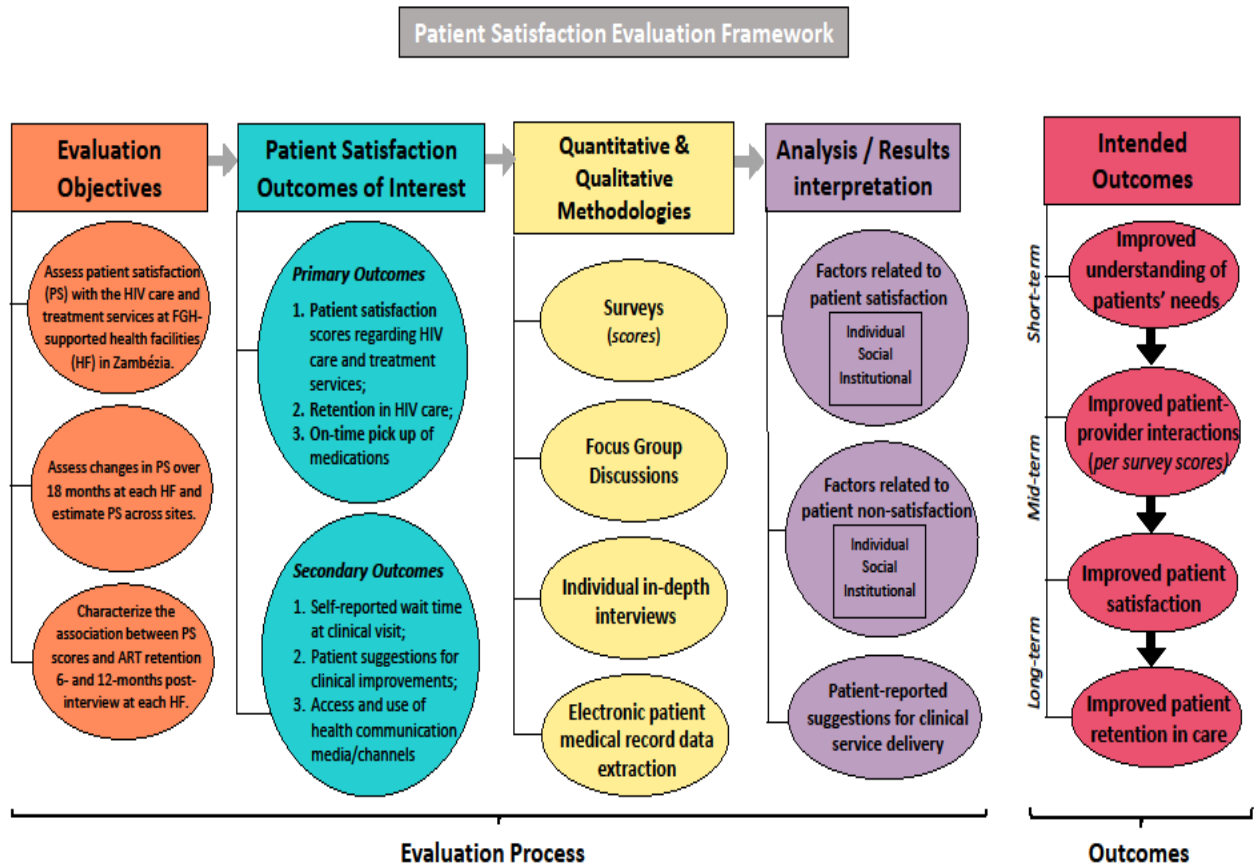 Patient Satisfaction Evaluation Framework
Evaluation
Objectives
Assess patient satisfaction
(PS) with the HIV care and
treatment services at FGH-
supported health facilities
(HF) in Zambézia.
Assess changes in PS over
18 months at each HF and
estimate PS across sites.
Characterize the
association between PS
scores and ART retention
6- and 12-months post-
interview at each HF.
Patient Satisfaction
Outcomes of Interest
Primary Outcomes
1. Patient satisfaction
scores regarding HIV
care and treatment
services;
2. Retention in HIV care;
3. On-time pick up of
medications
Secondary Outcomes
1. Self-reported wait time
at clinical visit;
2. Patient suggestions for
clinical improvements;
3. Access and use of
health communication
media/channels
Quantitative &
Qualitative
Methodologies
Surveys
(scores)
Focus Group
Discussions
Individual in-depth
interviews
Electronic patient
medical record data
extraction
Analysis / Results
interpretation
Factors related to
patient satisfaction
Individual
Social
Institutional
Factors related to
patient non-satisfaction
Individual
Social
Institutional
Patient-reported
suggestions for clinical
service delivery
Intended
Outcomes
Short-term
Improved
understanding of
patients' needs
Mid-term
Improved patient-
provider interactions
(per survey scores)
Improved patient
satisfaction
Long-term
Improved patient
retention in care
Evaluation Process
Outcomes